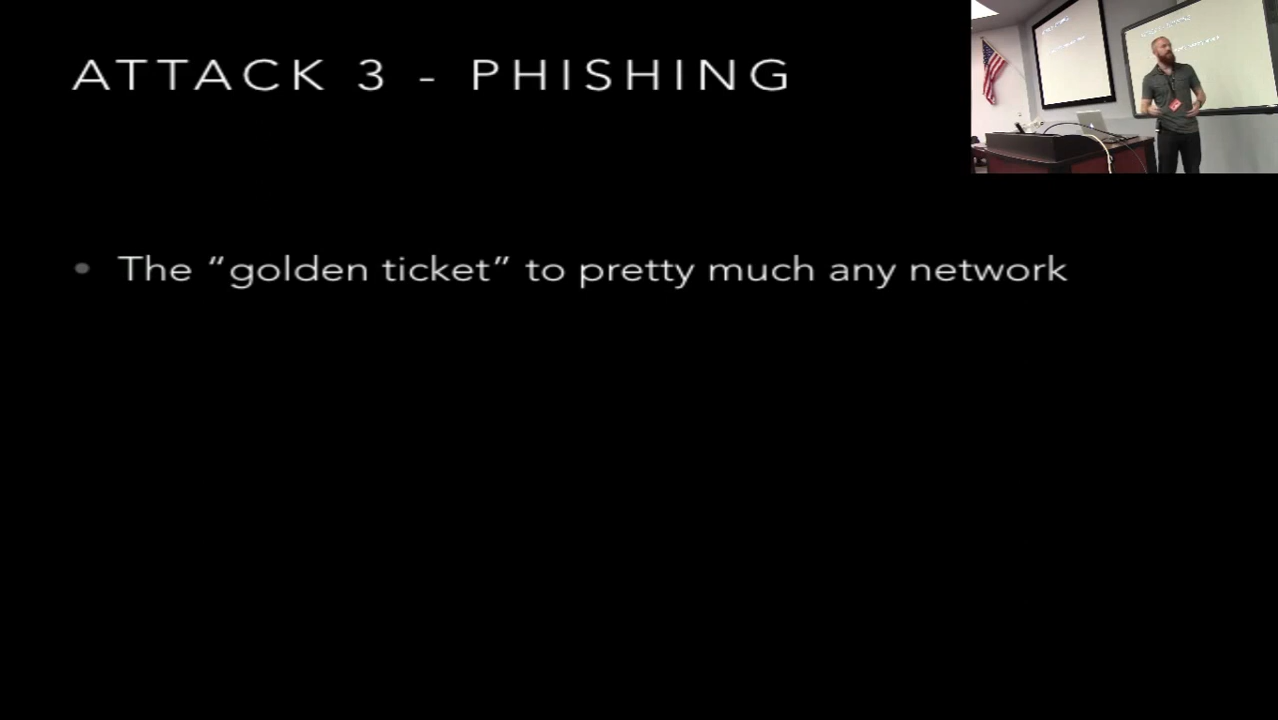 ATTACK 3 - PHISHING
The “golden ticket” to pretty much any network